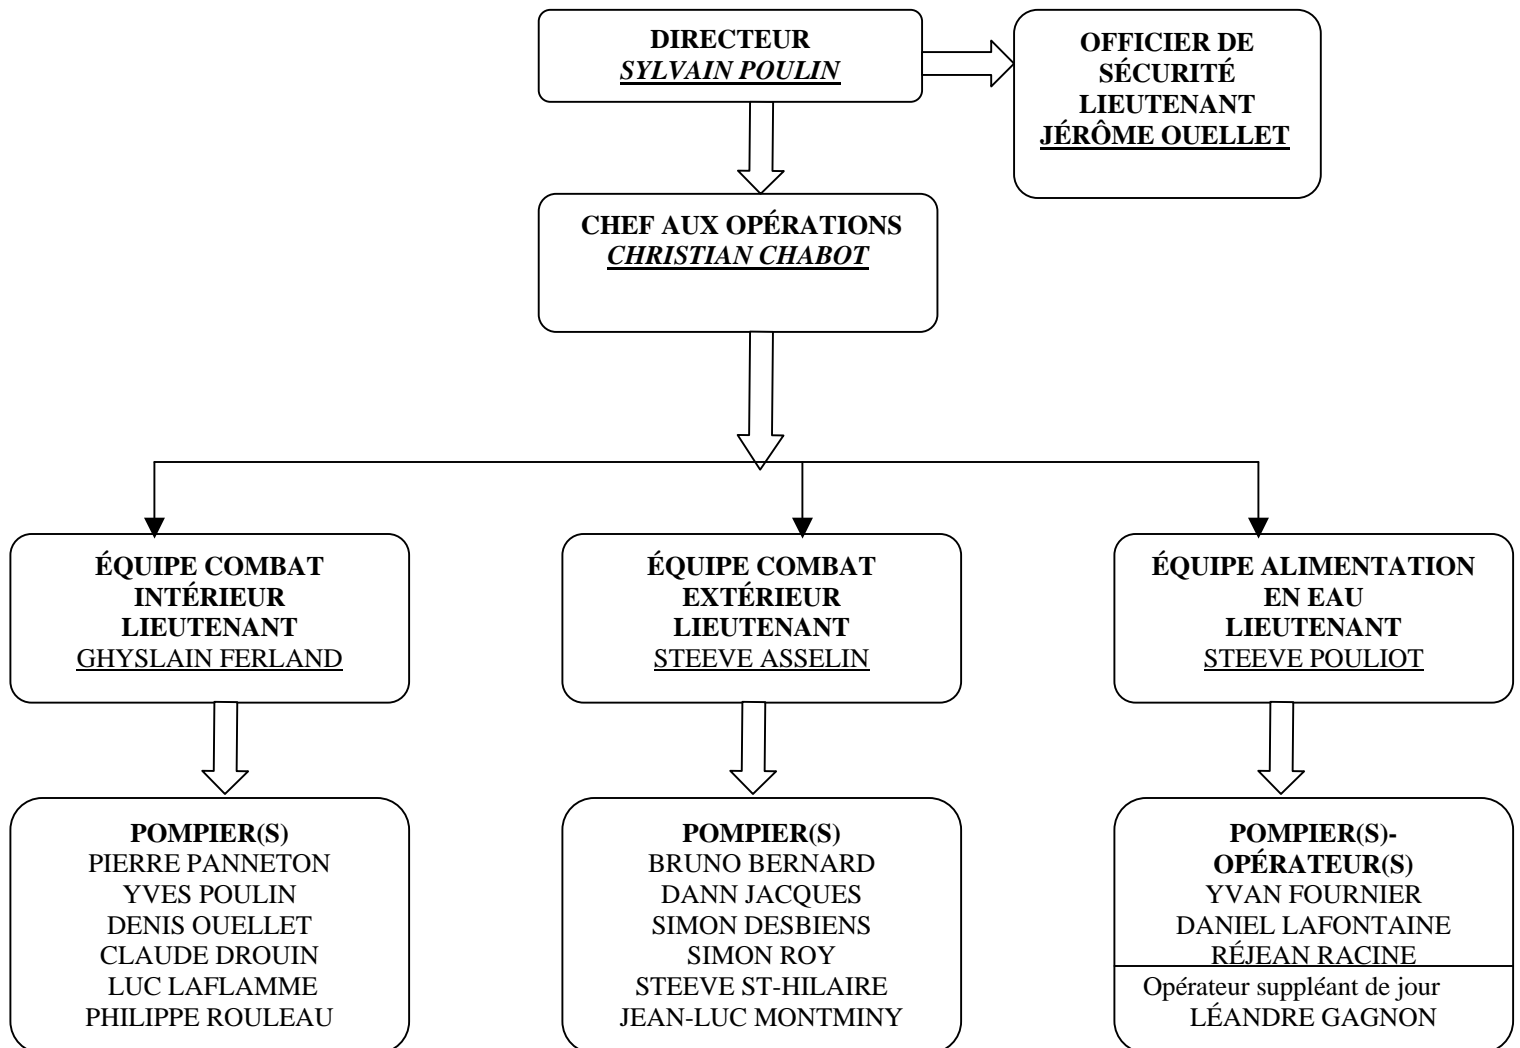 DIRECTEUR
SYLVAIN POULIN
OFFICIER DE
SÉCURITÉ
LIEUTENANT
JÉRÔME OUELLET
CHEF AUX OPÉRATIONS
CHRISTIAN CHABOT
ÉQUIPE COMBAT
INTÉRIEUR
LIEUTENANT
GHYSLAIN FERLAND
ÉQUIPE COMBAT
EXTÉRIEUR
LIEUTENANT
STEEVE ASSELIN
ÉQUIPE ALIMENTATION
EN EAU
LIEUTENANT
STEEVE POULIOT
POMPIER(S)
PIERRE PANNETON
YVES POULIN
DENIS OUELLET
CLAUDE DROUIN
LUC LAFLAMME
PHILIPPE ROULEAU
POMPIER(S)
BRUNO BERNARD
DANN JACQUES
SIMON DESBIENS
SIMON ROY
STEEVE ST-HILAIRE
JEAN-LUC MONTMINY
POMPIER(S)-
OPÉRATEUR(S)
YVAN FOURNIER
DANIEL LAFONTAINE
RÉJEAN RACINE
Opérateur suppléant de jour
LÉANDRE GAGNON